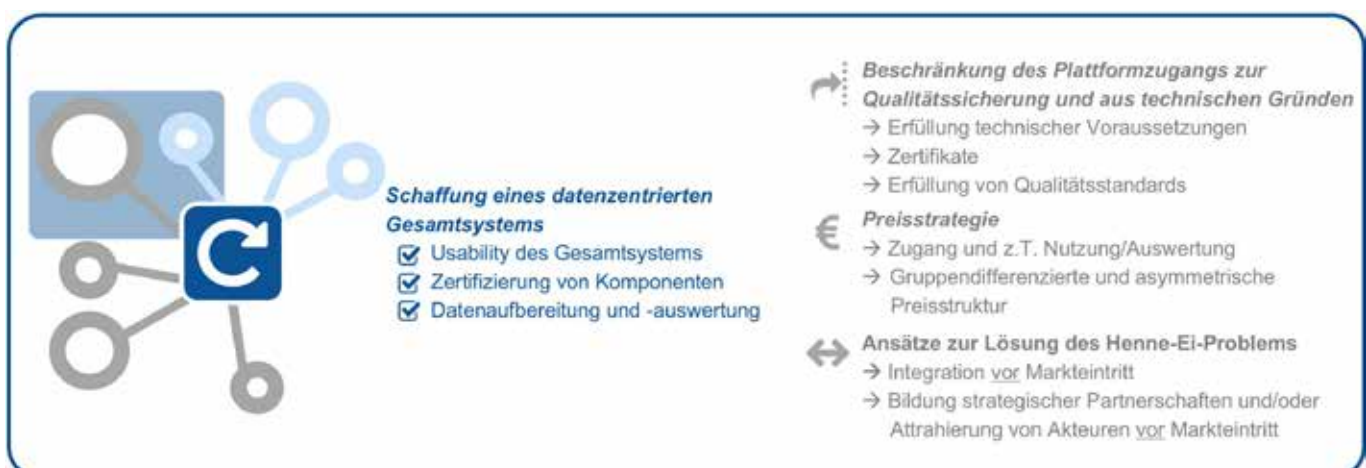 Schaffung eines datenzentrierten
Gesamtsystems
Usability des Gesamtsystems
Zertifizierung von Komponenten
Datenaufbereitung und -auswertung
Beschränkung des Plattformzugangs zur
Qualitätssicherung und aus technischen Gründen
→ Erfüllung technischer Voraussetzungen
→ Zertifikate
→ Erfüllung von Qualitätsstandards
€ Preisstrategie
→ Zugang und z.T. Nutzung/Auswertung
→ Gruppendifferenzierte und asymmetrische
Preisstruktur
Ansätze zur Lösung des Henne-Ei-Problems
→ Integration vor Markteintritt
→ Bildung strategischer Partnerschaften und/oder
Attrahierung von Akteuren vor Markteintritt